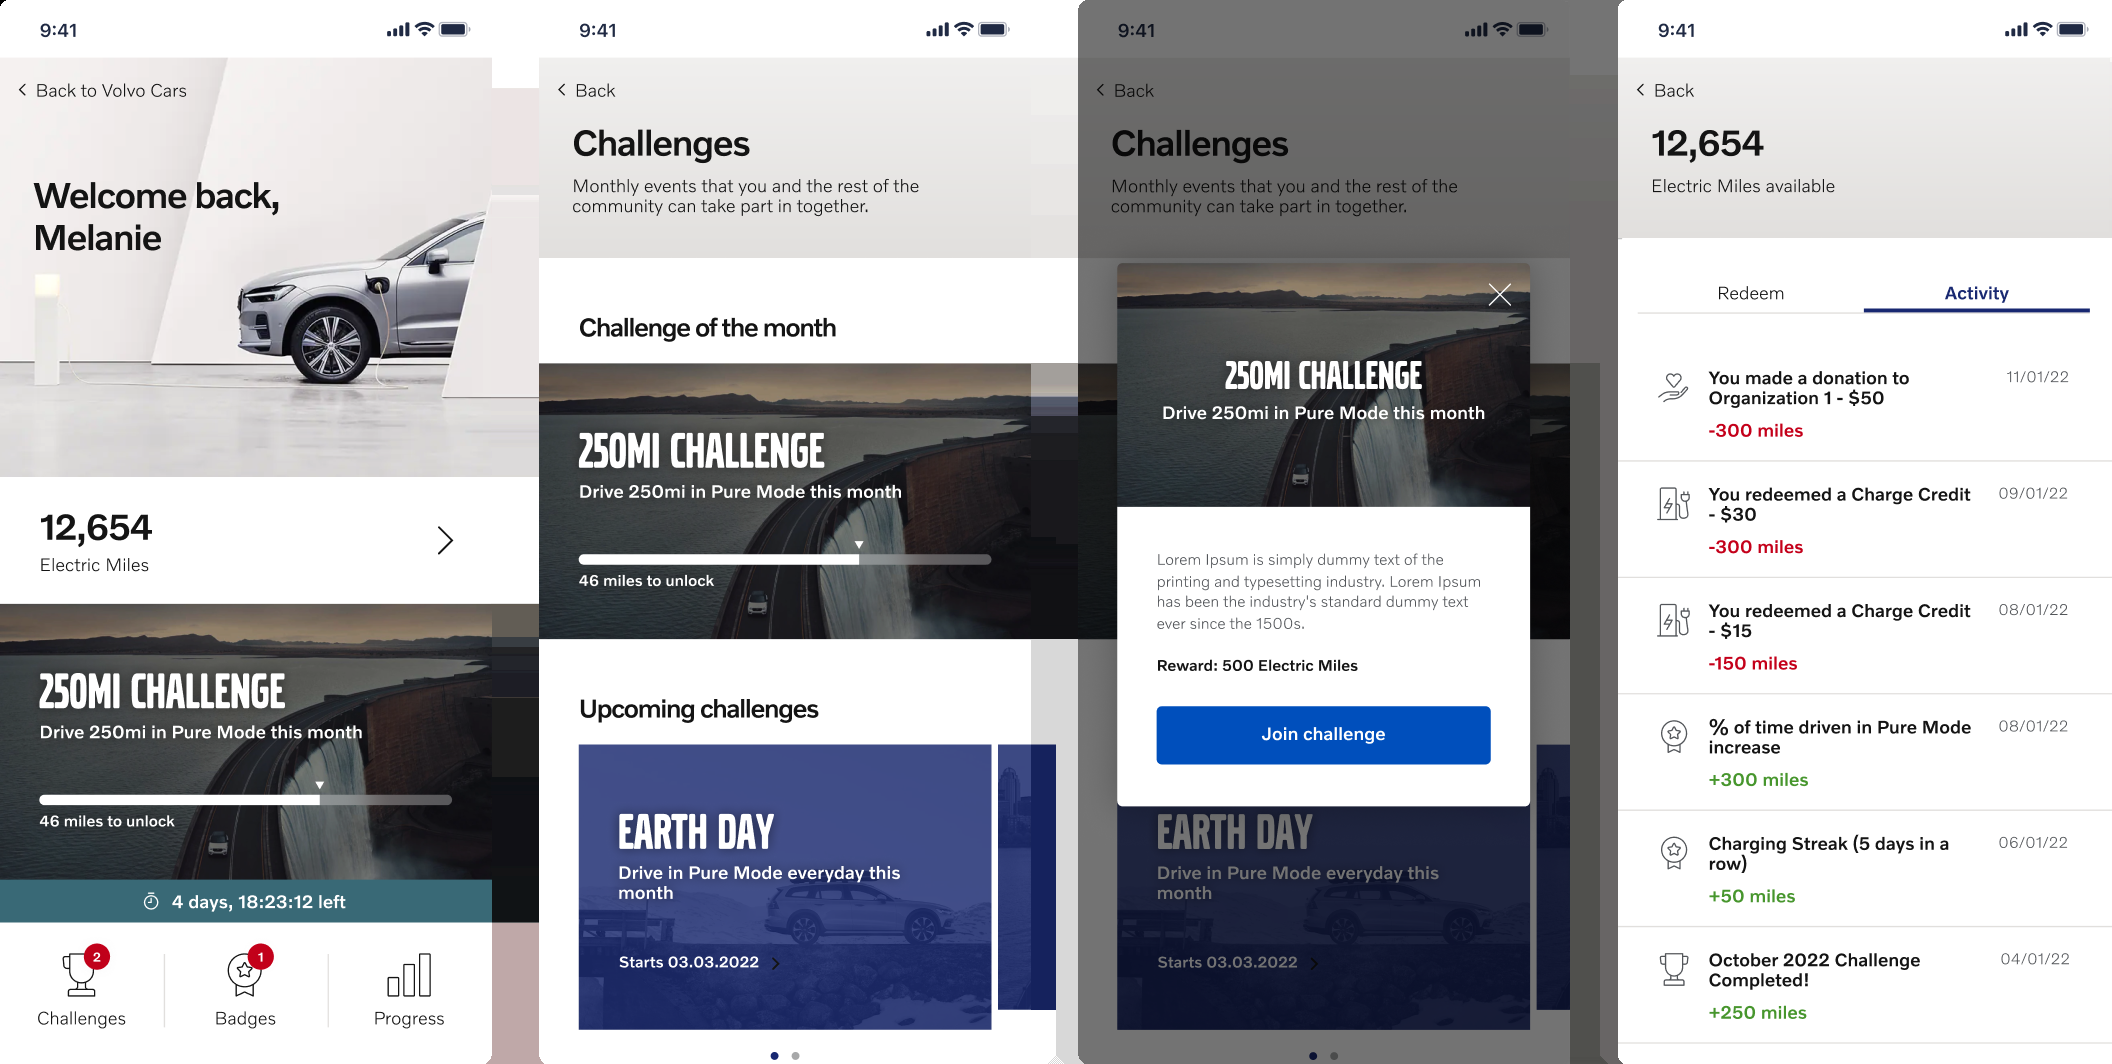 9:41
Back to Volvo Cars
Welcome back,
Melanie
12,654
Electric Miles
250MI CHALLENGE
Drive 250mi in Pure Mode this month
46 miles to unlock
4 days, 18:23:12 left
2
1
Challenges
Badges
Progress
9:41
Back
Challenges
Monthly events that you and the rest of the
community can take part in together.
Challenge of the month
250MI CHALLENGE
Drive 250mi in Pure Mode this month
46 miles to unlock
Upcoming challenges
EARTH DAY
Drive in Pure Mode everyday this
month
Starts 03.03.2022
9:41
Back
Challenges
Monthly events that you and the rest of the
community can take part in together.
250MI CHALLENGE
Drive 250mi in Pure Mode this month
Lorem Ipsum is simply dummy text of the
printing and typesetting industry. Lorem Ipsum
has been the industry's standard dummy text
ever since the 1500s.
Reward: 500 Electric Miles
Join challenge
EARTH DAY
Drive in Pure Mode everyday this
month
Starts 03.03.2022
9:41
Back
12,654
Electric Miles available
Redeem
Activity
You made a donation to
Organization 1 - $50
11/01/22
-300 miles
You redeemed a Charge Credit
- $30
09/01/22
-300 miles
You redeemed a Charge Credit
- $15
08/01/22
-150 miles
% of time driven in Pure Mode
increase
08/01/22
+300 miles
Charging Streak (5 days in a
row)
06/01/22
+50 miles
October 2022 Challenge
Completed!
04/01/22
+250 miles